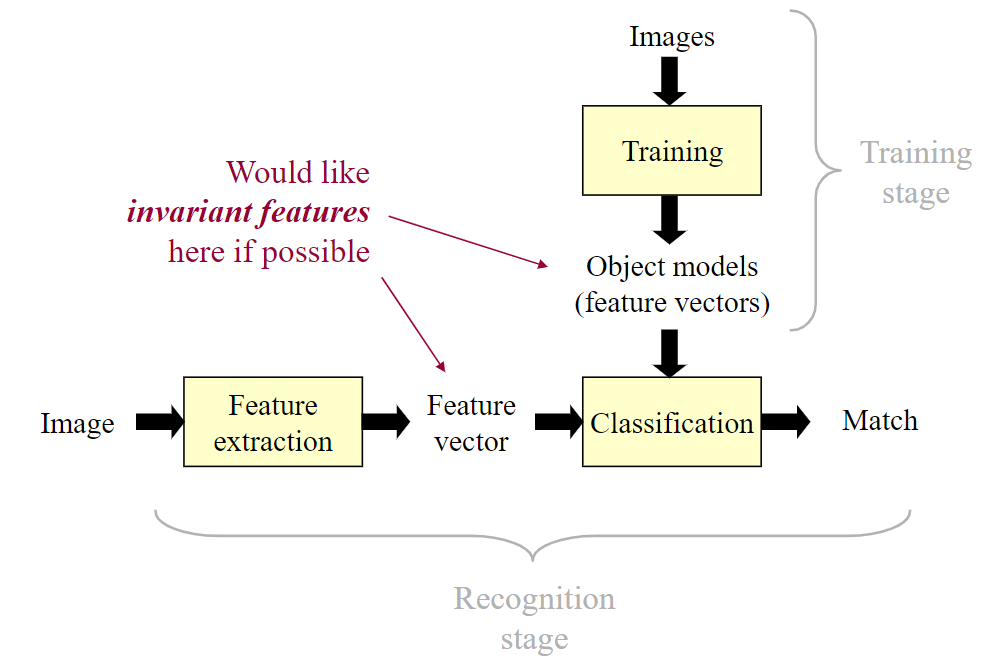 Images
Training
Training
stage
Would like
invariant features
here if possible
Object models
(feature vectors)
Image
Feature
extraction
Feature
vector
Classification
Match
Recognition
stage